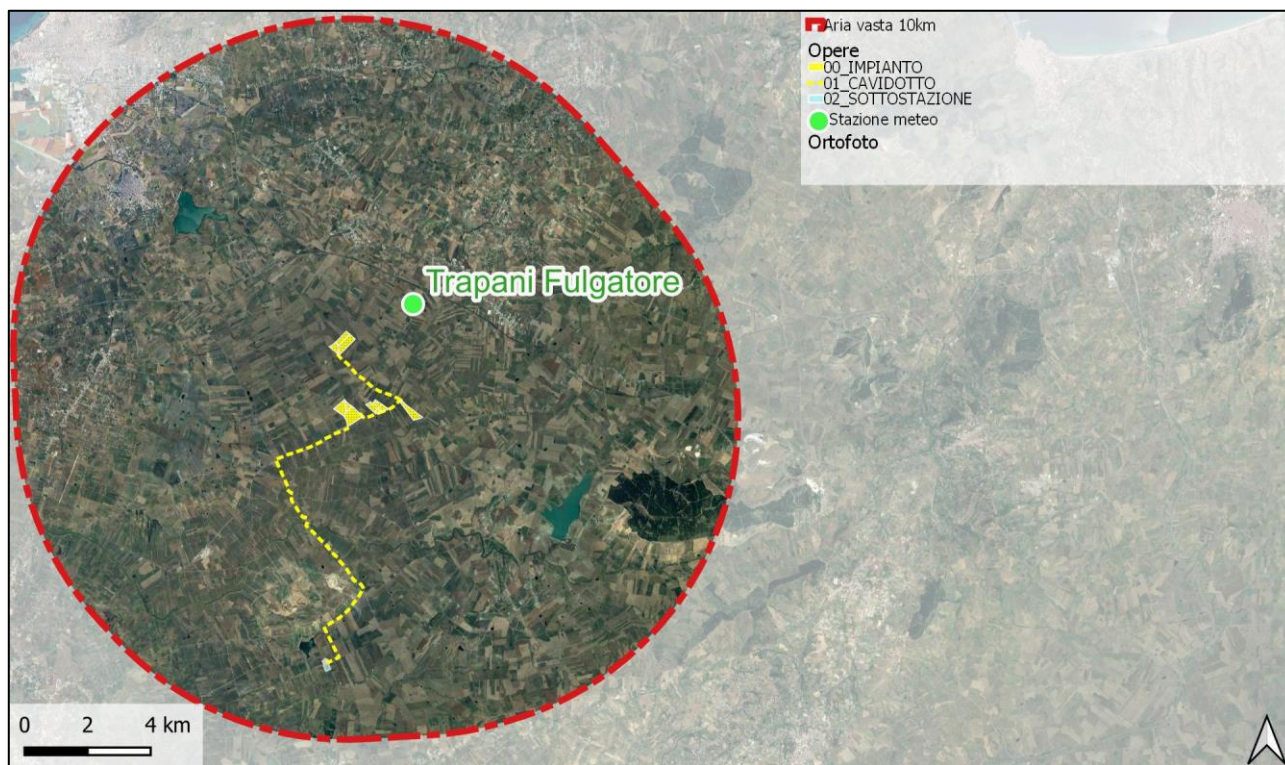 Aria vasta 10km
Opere
00_IMPIANTO
01_CAVIDOTTO
02_SOTTOSTAZIONE
Stazione meteo
Ortofoto
Trapani Fulgatore
0 2 4 km